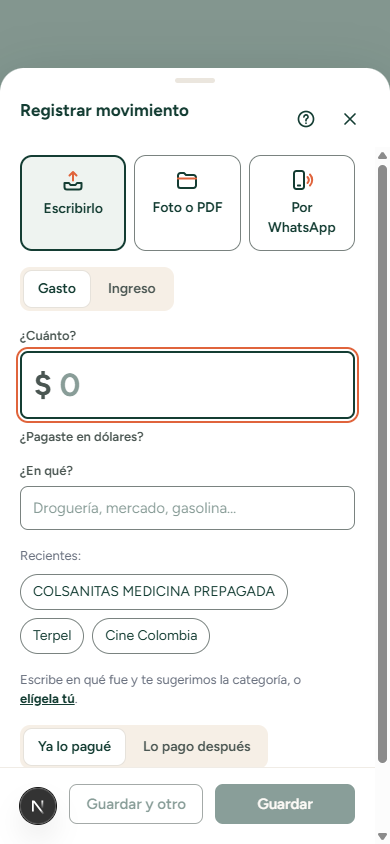 Registrar movimiento
Escribirlo
Foto o PDF
Por
WhatsApp
Gasto
Ingreso
¿Cuánto?
$ 0
¿Pagaste en dólares?
¿En qué?
Droguería, mercado, gasolina...
Recientes:
COLSANITAS MEDICINA PREPAGADA
Terpel
Cine Colombia
Escribe en qué fue y te sugerimos la categoría, o
elígela tú.
Ya lo pagué
Lo pago después
N
Guardar y otro
Guardar